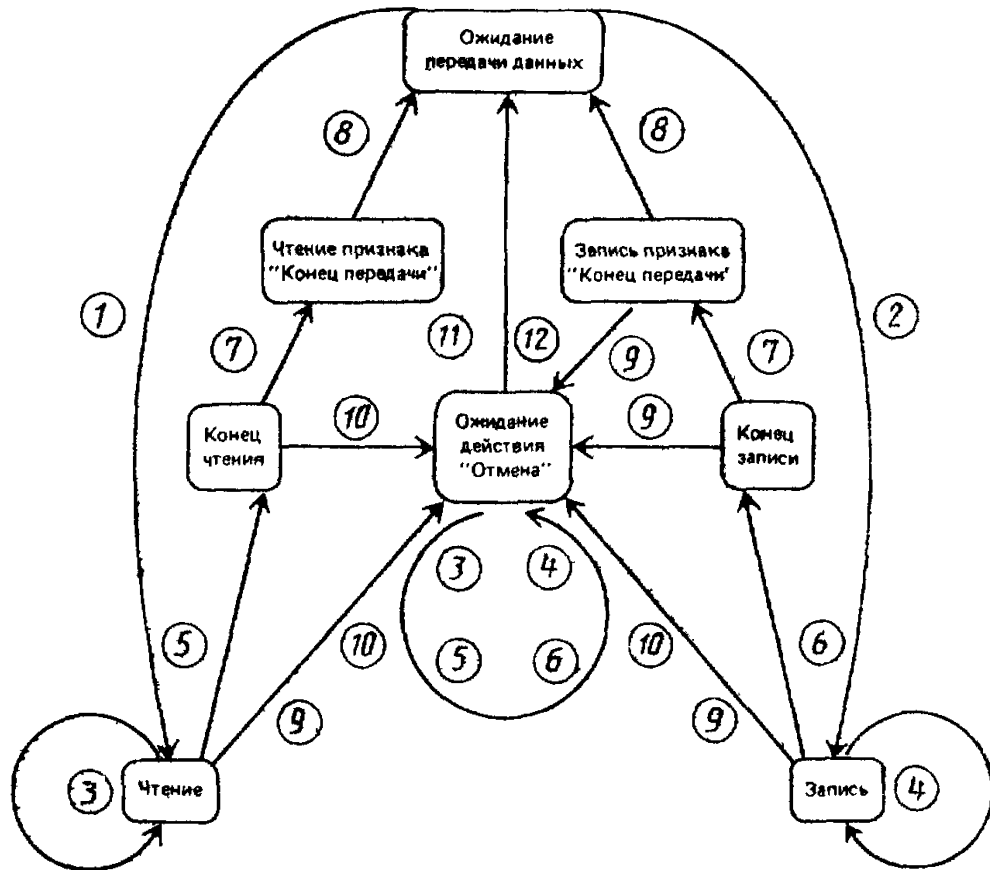 Ожидание
передачи данных
8
8
Чтение признака
"Конец передачи"
Запись признака
"Конец передачи"
1
2
7
11
12
9
7
10
9
Конец
чтения
Ожидание
действия
"Отмена"
Конец
записи
3
4
5
10
5
6
10
6
9
9
3
Чтение
Запись
4